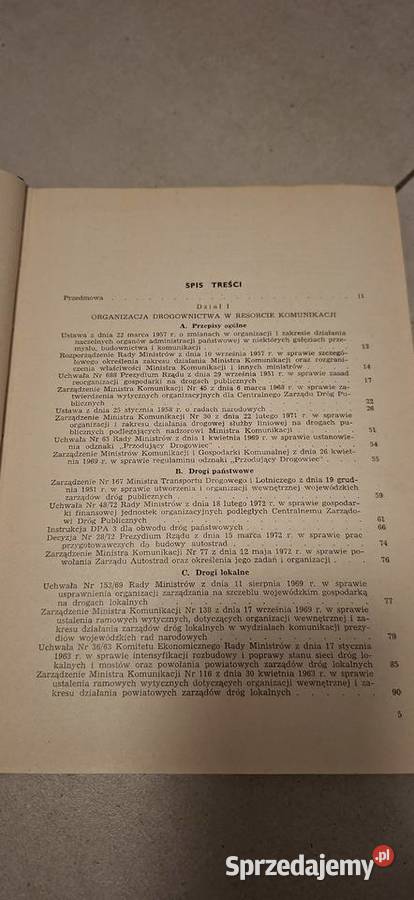 SPIS TREŚCI
Przedmowa . . . . . . . . . . 11
Dział I
ORGANIZACJA DROGOWNICTWA W RESORCIE KOMUNIKACJI
A. Przepisy ogólne
Ustawa z dnia 22 marca 1957 r. o zmianach w organizacji i zakresie działania
naczelnych organów administracji państwowej w niektórych gałęziach prze-
mysłu, budownictwa i komunikacji . . . . . . 13
Rozporządzenie Rady Ministrów z dnia 10 września 1957 r. w sprawie szczegó-
łowego określenia zakresu działania Ministra Komunikacji oraz rozgrani-
czenia właściwości Ministra Komunikacji i innych ministrów . . . 14
Uchwała Nr 688 Prezydium Rządu z dnia 29 września 1951 r. w sprawie zasad
reorganizacji gospodarki na drogach publicznych . . . . 17
Zarządzenie Ministra Komunikacji Nr 45 z dnia 6 marca 1968 r. w sprawie za-
twierdzenia wytycznych organizacyjnych dla Centralnego Zarządu Dróg Pu-
blicznych . . . . . . . . . . 22
Ustawa z dnia 25 stycznia 1958 r. o radach narodowych . . . 26
Zarządzenie Ministra Komunikacji Nr 30 z dnia 22 lutego 1971 r. w sprawie
organizacji i zakresu działania drogowej służby liniowej na drogach pu-
blicznych podlegających nadzorowi Ministra Komunikacji . . . 51
Uchwała Nr 63 Rady Ministrów z dnia 1 kwietnia 1969 r. w sprawie ustanowie-
nia odznaki „Przodujący Drogowiec" . . . . . . 54
Zarządzenie Ministrów Komunikacji i Gospodarki Komunalnej z dnia 26 kwiet-
nia 1969 r. w sprawie regulaminu odznaki „Przodujący Drogowiec" . . 55
B. Drogi państwowe
Zarządzenie Nr 167 Ministra Transportu Drogowego i Lotniczego z dnia 19 grud-
nia 1951 r. w sprawie utworzenia i organizacji wewnętrznej wojewódzkich
zarządów dróg publicznych . . . . . . . 59
Uchwała Nr 48/72 Rady Ministrów z dnia 18 lutego 1972 r. w sprawie gospodar-
ki finansowej jednostek organizacyjnych podległych Centralnemu Zarządo-
wi Dróg Publicznych . . . . . . . . 61
Instrukcja DPA 3 dla obwodu dróg państwowych . . . . 66
Decyzja Nr 28/72 Prezydium Rządu z dnia 15 marca 1972 r. w sprawie prac
przygotowawczych do budowy autostrad . . . . . 74
Zarządzenie Ministra Komunikacji Nr 77 z dnia 12 maja 1972 r. w sprawie po-
wołania Zarządu Autostrad oraz określenia jego zadań i organizacji . . 76
C. Drogi lokalne
Uchwała Nr 153/69 Rady Ministrów z dnia 11 sierpnia 1969 r. w sprawie
usprawnienia organizacji zarządzania na szczeblu wojewódzkim gospodarką
na drogach lokalnych . . . . . . . . 77
Zarządzenie Ministra Komunikacji Nr 138 z dnia 17 września 1969 r. w sprawie
ustalenia ramowych wytycznych, dotyczących organizacji wewnętrznej i za-
kresu działania zarządów dróg lokalnych w wydziałach komunikacji prezy-
diów wojewódzkich rad narodowych . . . . . . 79
Uchwała Nr 36/63 Komitetu Ekonomicznego Rady Ministrów z dnia 17 stycznia
1963 r. w sprawie intensyfikacji rozbudowy i poprawy stanu sieci dróg lo-
kalnych i mostów oraz powołania powiatowych zarządów dróg lokalnych 85
Zarządzenie Ministra Komunikacji Nr 116 z dnia 30 kwietnia 1963 r. w sprawie
ustalenia ramowych wytycznych dotyczących organizacji wewnętrznej i za-
kresu działania powiatowych zarządów dróg lokalnych . . . . 90
5
Sprzedajemy.pl